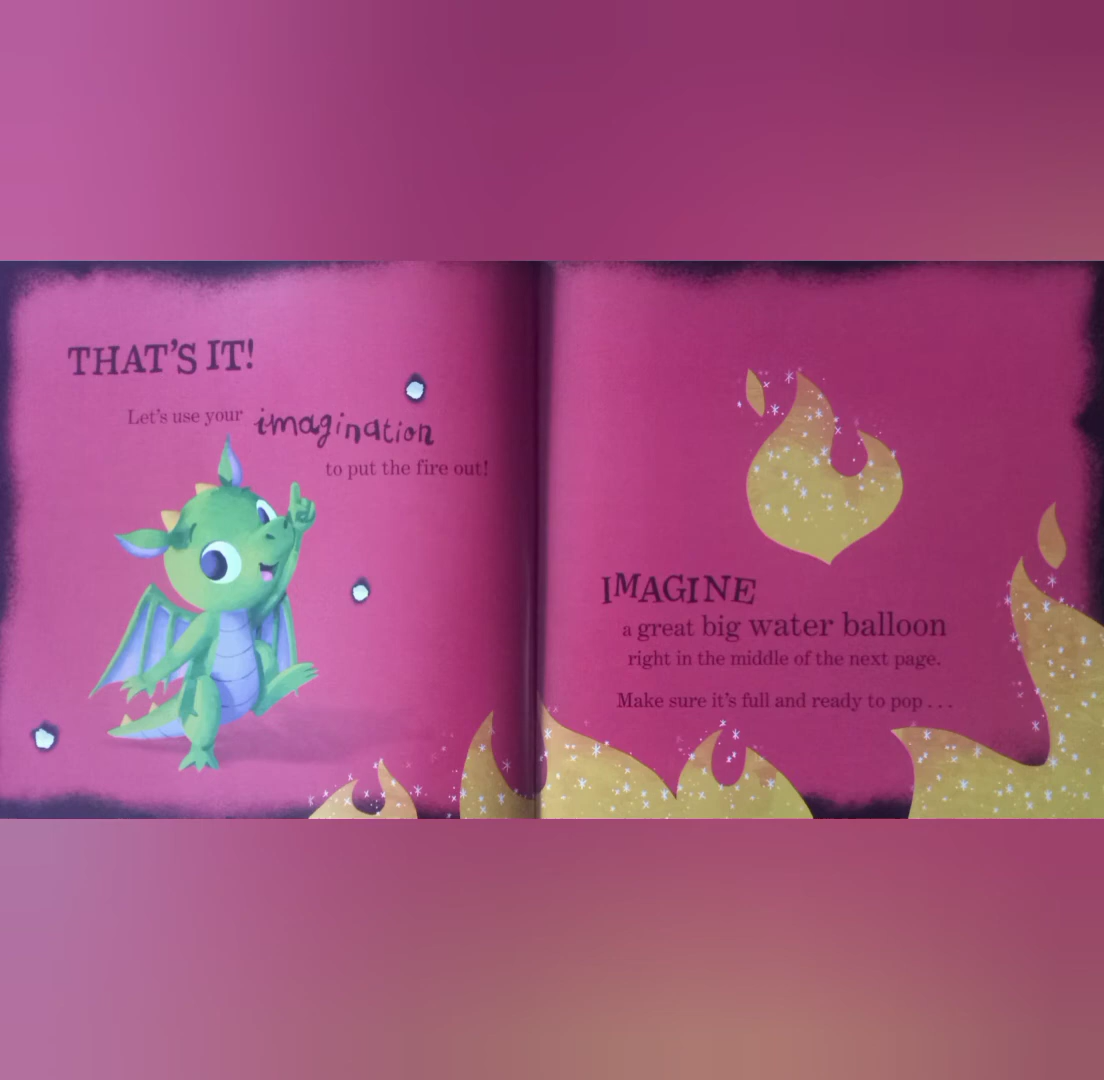 THAT'S IT!
Let's use your imagination
to put the fire out!
IMAGINE
a great big water balloon
right in the middle of the next page.
Make sure it's full and ready to pop . . .